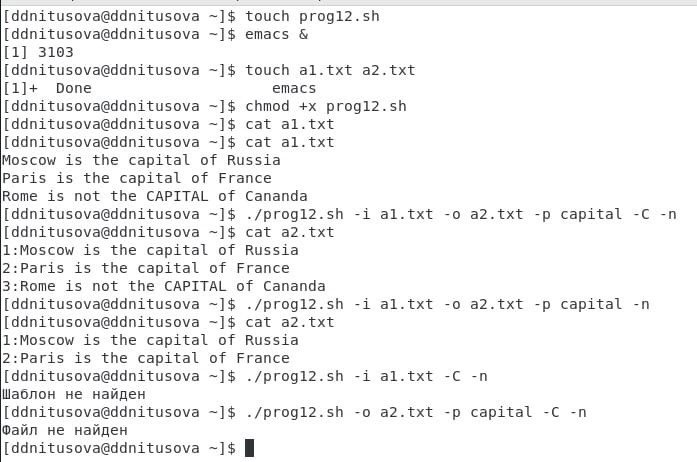 [ddnitusova@ddnitusova ~]$ touch prog12.sh
[ddnitusova@ddnitusova ~]$ emacs &
[1] 3103
[ddnitusova@ddnitusova ~]$ touch a1.txt a2.txt
[1]+  Done                    emacs
[ddnitusova@ddnitusova ~]$ chmod +x prog12.sh
[ddnitusova@ddnitusova ~]$ cat a1.txt
[ddnitusova@ddnitusova ~]$ cat a1.txt
Moscow is the capital of Russia
Paris is the capital of France
Rome is not the CAPITAL of Cananda
[ddnitusova@ddnitusova ~]$ ./prog12.sh -i a1.txt -o a2.txt -p capital -C -n
[ddnitusova@ddnitusova ~]$ cat a2.txt
1:Moscow is the capital of Russia
2:Paris is the capital of France
3:Rome is not the CAPITAL of Cananda
[ddnitusova@ddnitusova ~]$ ./prog12.sh -i a1.txt -o a2.txt -p capital -n
[ddnitusova@ddnitusova ~]$ cat a2.txt
1:Moscow is the capital of Russia
2:Paris is the capital of France
[ddnitusova@ddnitusova ~]$ ./prog12.sh -i a1.txt -C -n
Шаблон не найден
[ddnitusova@ddnitusova ~]$ ./prog12.sh -o a2.txt -p capital -C -n
Файл не найден
[ddnitusova@ddnitusova ~]$